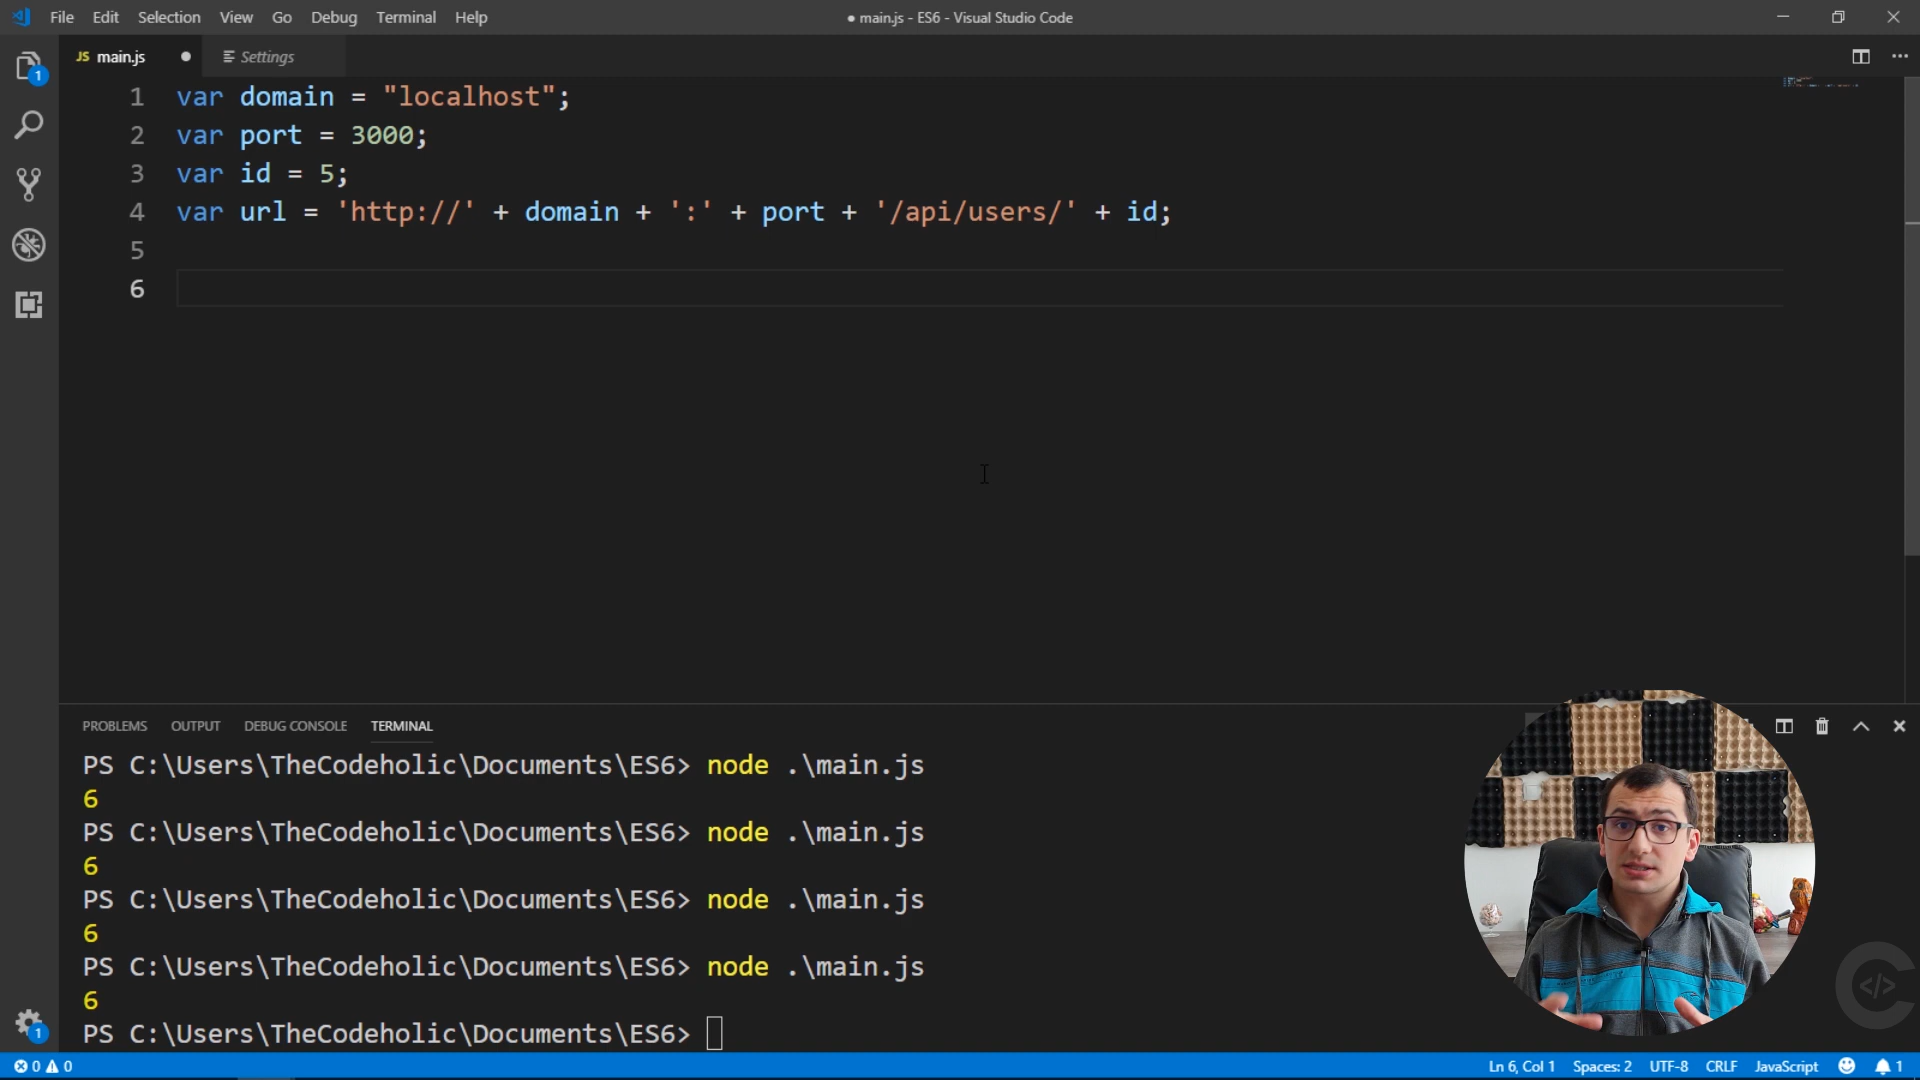 File Edit Selection View Go Debug Terminal Help
● main.js - ES6 - Visual Studio Code
JS main.js ●
Settings
1
1 var domain = "localhost";
2 var port = 3000;
3 var id = 5;
4 var url = 'http://' + domain + ':' + port + '/api/users/' + id;
5
6
PROBLEMS OUTPUT DEBUG CONSOLE TERMINAL
PS C:\Users\TheCodeholic\Documents\ES6> node .\main.js
6
PS C:\Users\TheCodeholic\Documents\ES6> node .\main.js
6
PS C:\Users\TheCodeholic\Documents\ES6> node .\main.js
6
PS C:\Users\TheCodeholic\Documents\ES6> node .\main.js
6
PS C:\Users\TheCodeholic\Documents\ES6>
1
</>
0 0
Ln 6, Col 1 Spaces: 2 UTF-8 CRLF JavaScript 1